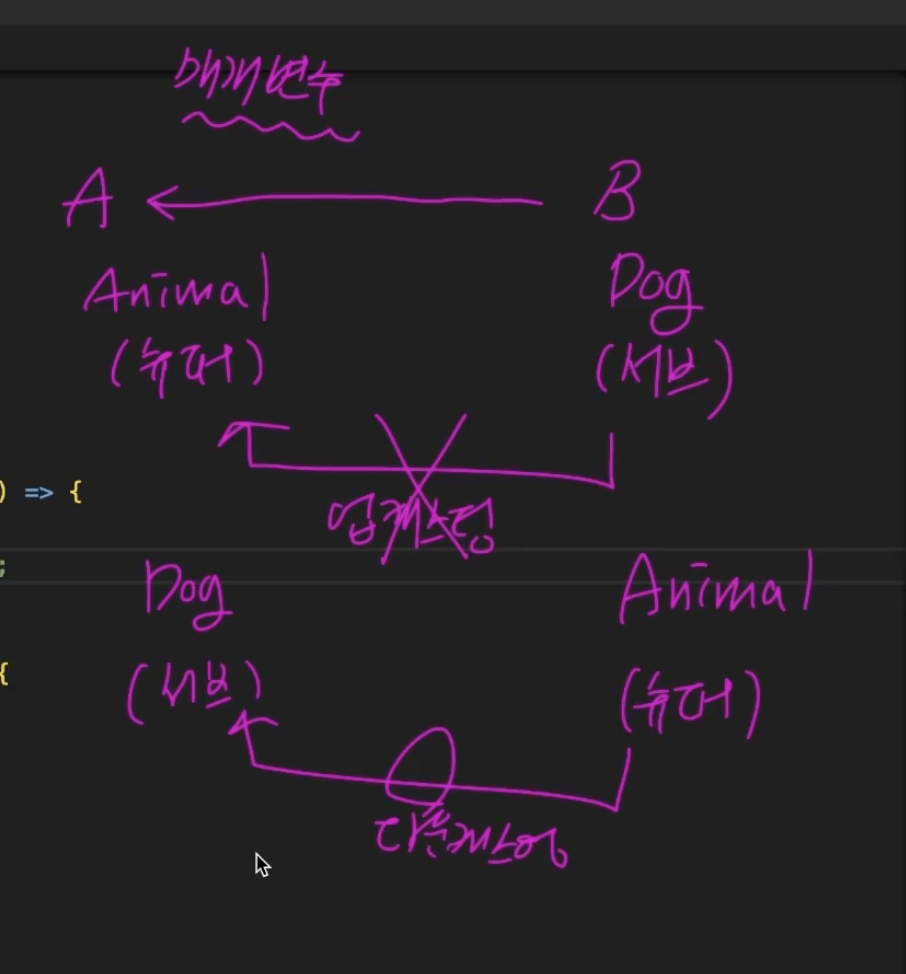 매개변수
A ← B
Animal Dog
(슈퍼) (서브)
업캐스팅
) => {
Dog Animal
;
(서브) (슈퍼)
{
다운캐스팅